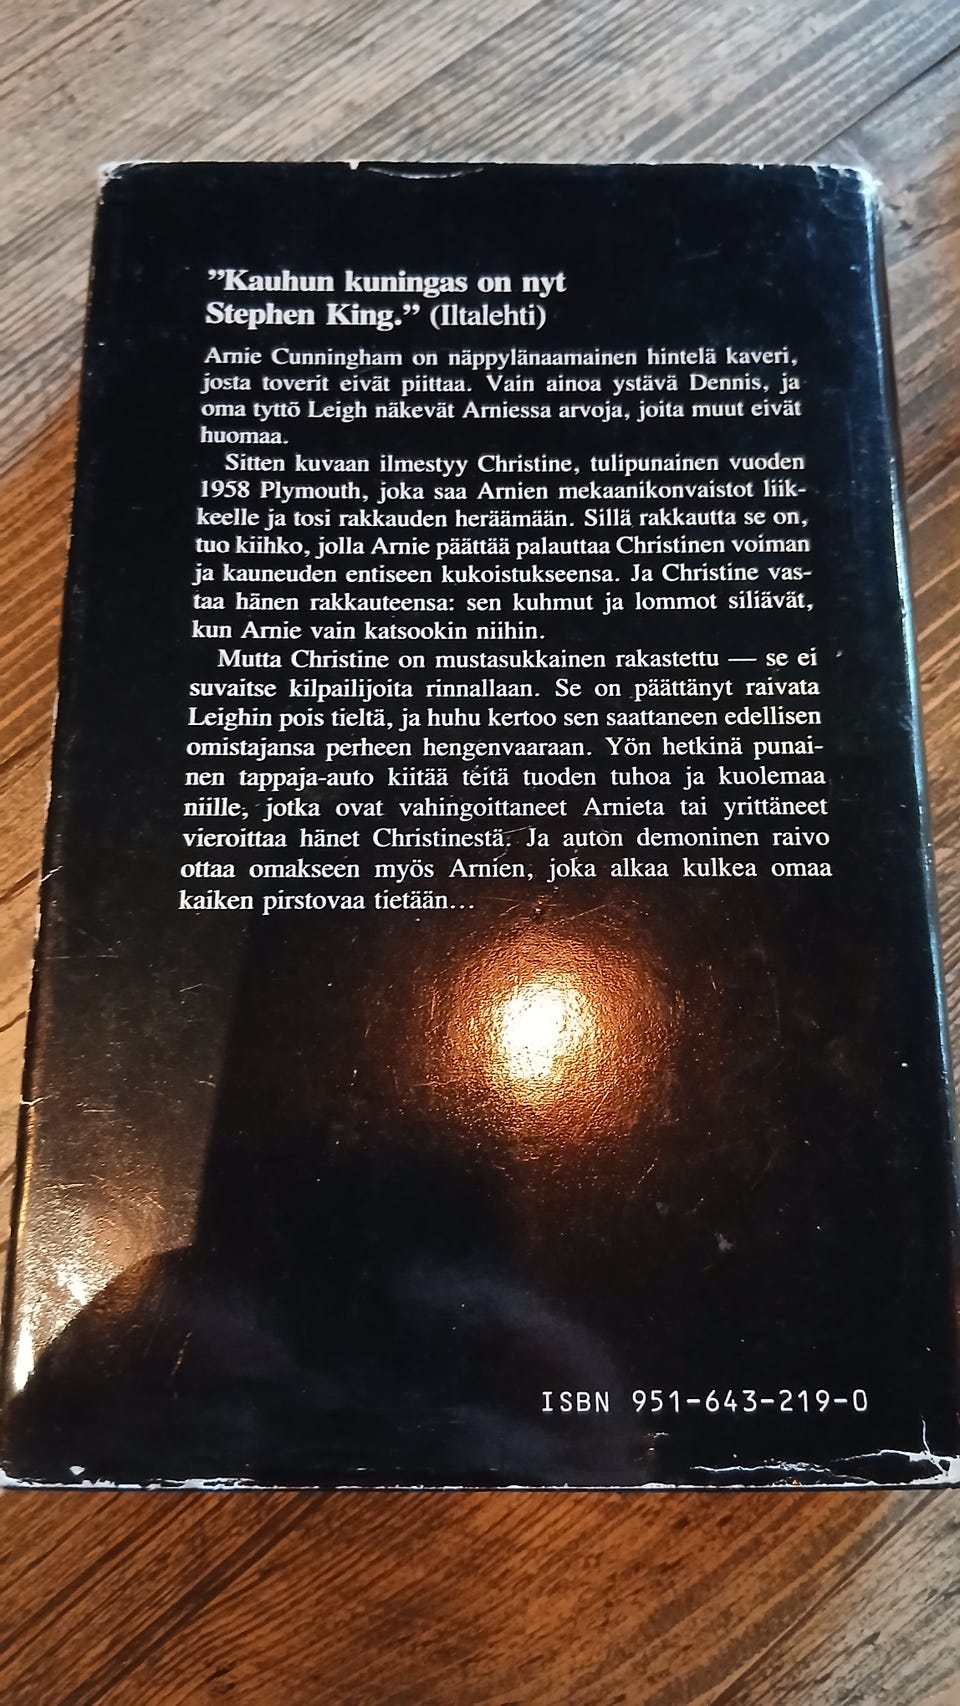 ”Kauhun kuningas on nyt
Stephen King.” (Iltalehti)
Arnie Cunningham on näppylänaamainen hintelä kaveri,
josta toverit eivät piittaa. Vain ainoa ystävä Dennis, ja
oma tyttö Leigh näkevät Arniessa arvoja, joita muut eivät
huomaa.
Sitten kuvaan ilmestyy Christine, tulipunainen vuoden
1958 Plymouth, joka saa Arnien mekaanikonvaistot liik-
keelle ja tosi rakkauden heräämään. Sillä rakkautta se on,
tuo kiihko, jolla Arnie päättää palauttaa Christinen voiman
ja kauneuden entiseen kukoistukseensa. Ja Christine vas-
taa hänen rakkauteensa: sen kuhmut ja lommot siliävät,
kun Arnie vain katsookin niihin.
Mutta Christine on mustasukkainen rakastettu — se ei
suvaitse kilpailijoita rinnallaan. Se on päättänyt raivata
Leighin pois tieltä, ja huhu kertoo sen saattaneen edellisen
omistajansa perheen hengenvaaraan. Yön hetkinä punai-
nen tappaja-auto kiitää teitä tuoden tuhoa ja kuolemaa
niille, jotka ovat vahingoittaneet Arnieta tai yrittäneet
vieroittaa hänet Christinestä. Ja auton demoninen raivo
ottaa omakseen myös Arnien, joka alkaa kulkea omaa
kaiken pirstovaa tietään...
ISBN 951-643-219-0